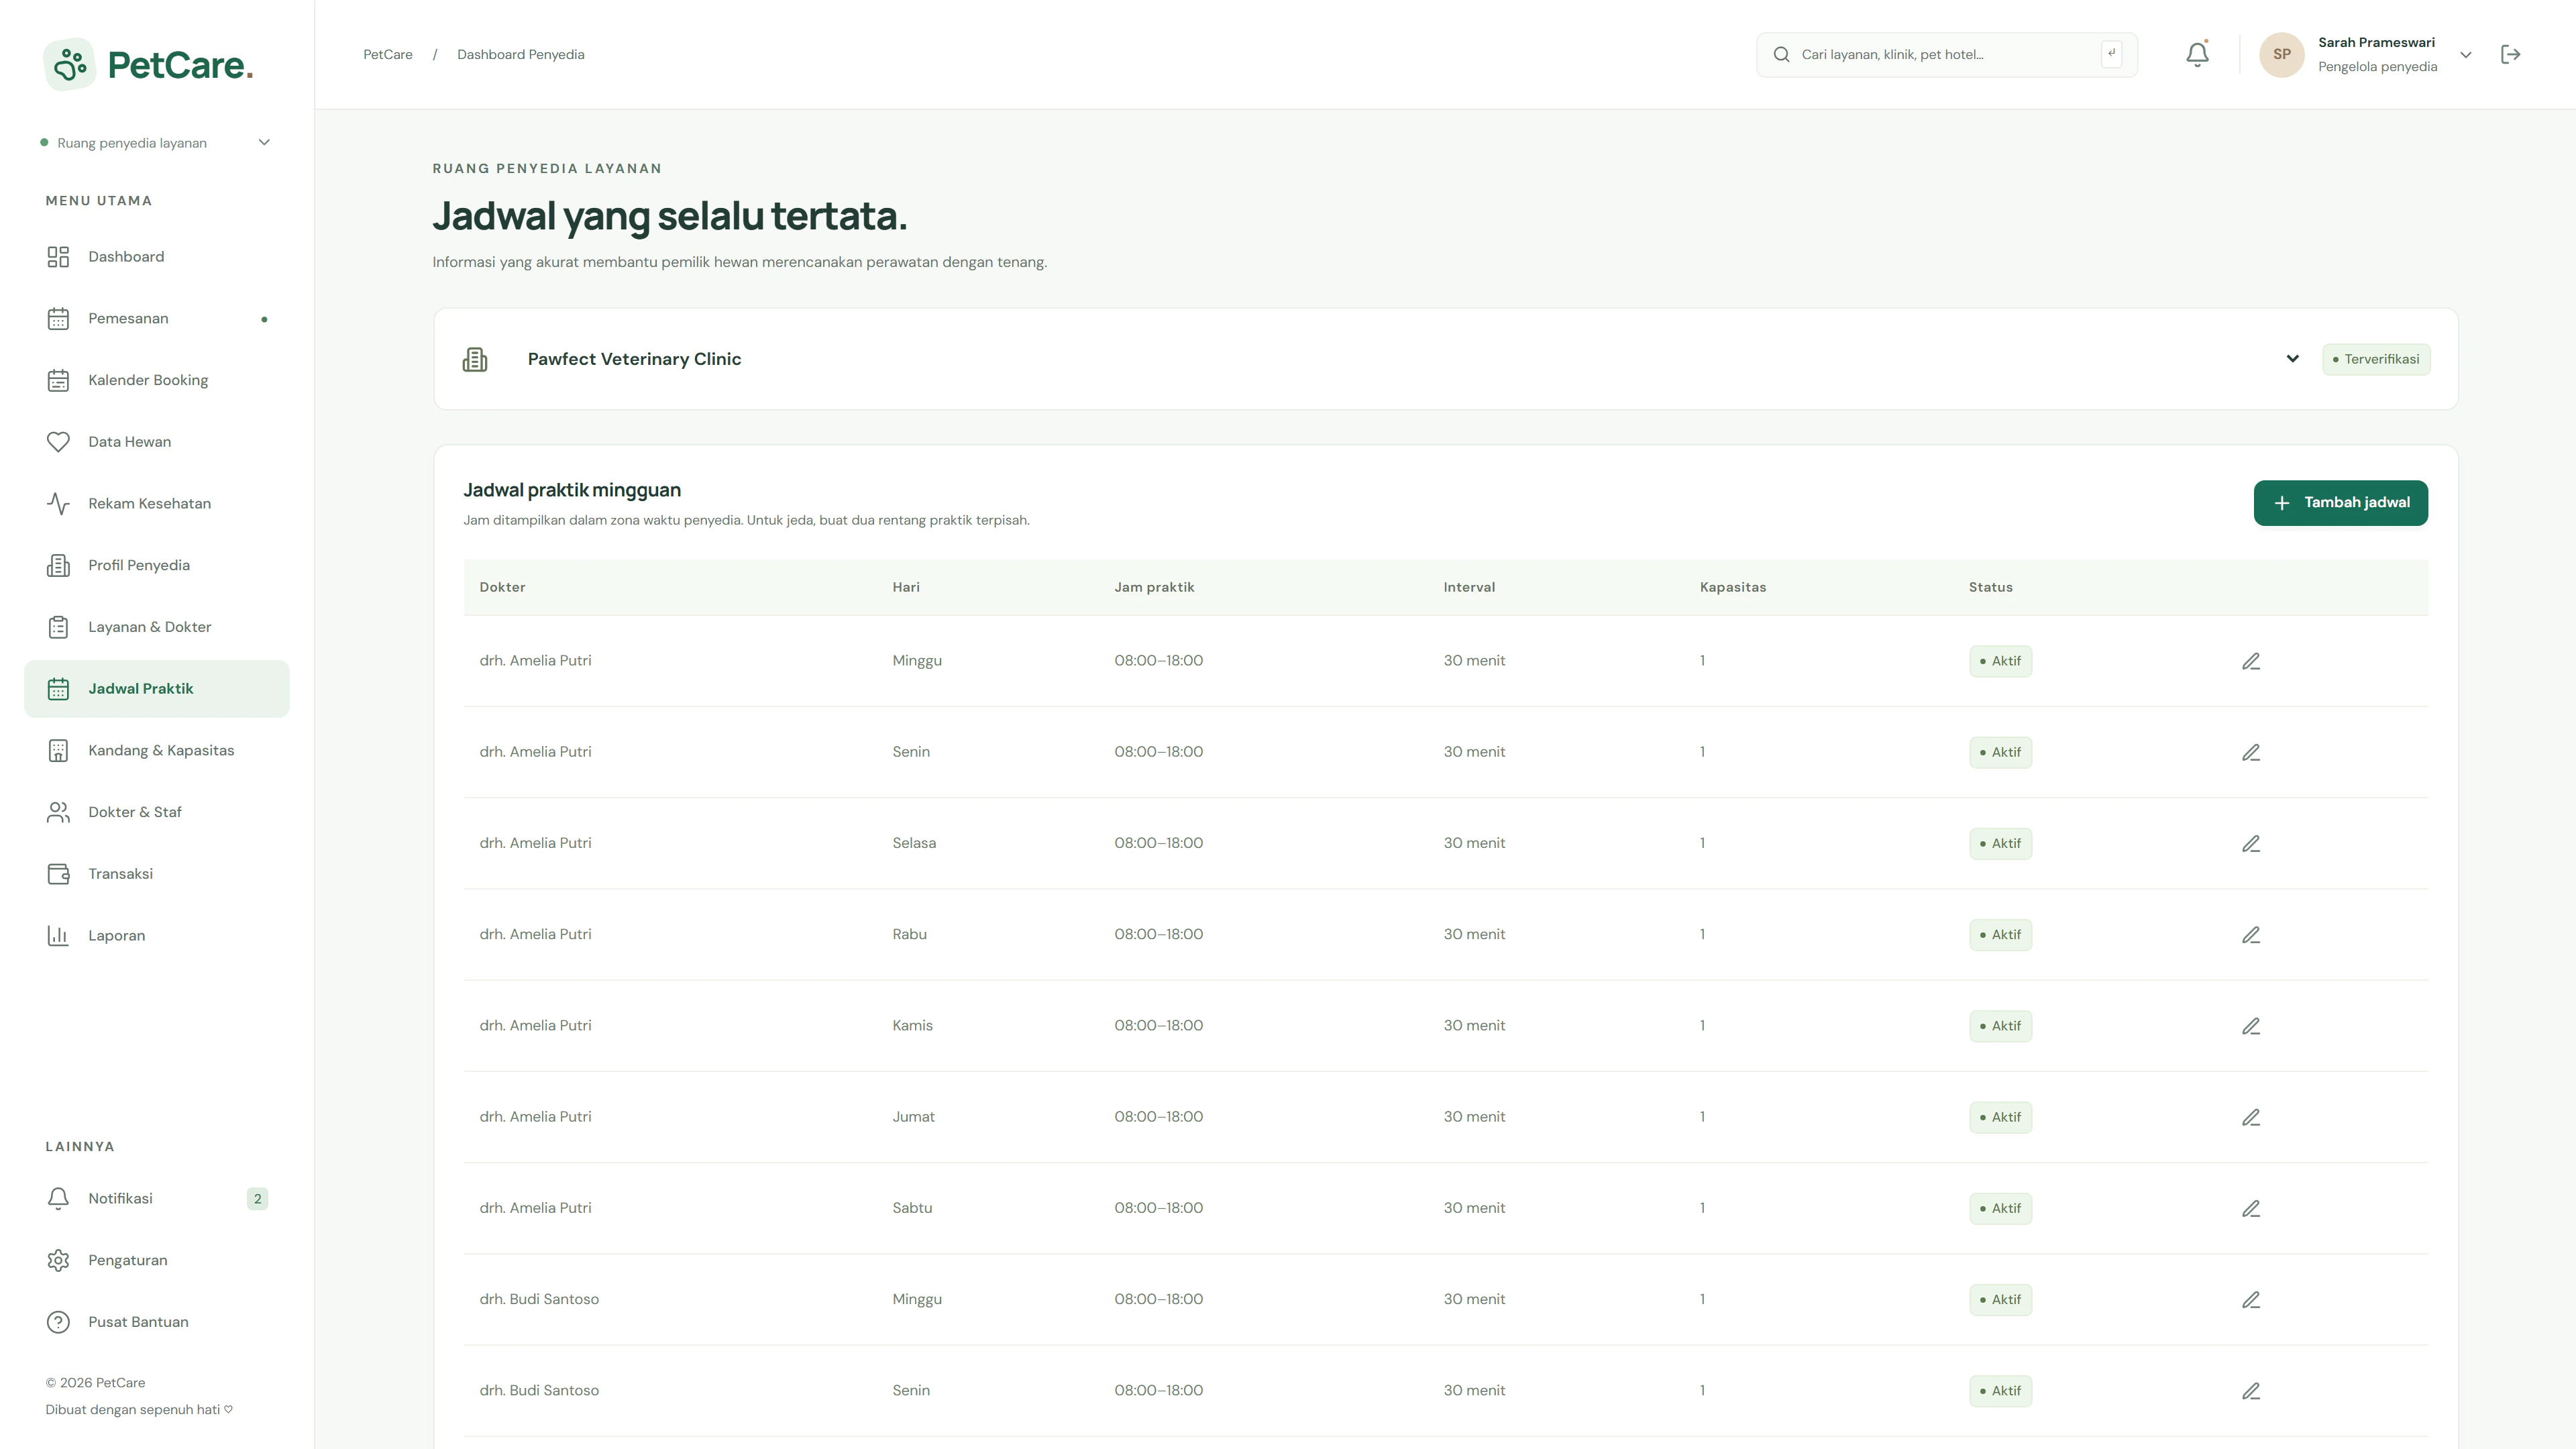 PetCare.
Ruang penyedia layanan
MENU UTAMA
Dashboard
Pemesanan
Kalender Booking
Data Hewan
Rekam Kesehatan
Profil Penyedia
Layanan & Dokter
Jadwal Praktik
Kandang & Kapasitas
Dokter & Staf
Transaksi
Laporan
LAINNYA
Notifikasi 2
Pengaturan
Pusat Bantuan
© 2026 PetCare
Dibuat dengan sepenuh hati ♡
PetCare / Dashboard Penyedia
Cari layanan, klinik, pet hotel... ↵
SP
Sarah Prameswari
Pengelola penyedia
RUANG PENYEDIA LAYANAN
Jadwal yang selalu tertata.
Informasi yang akurat membantu pemilik hewan merencanakan perawatan dengan tenang.
Pawfect Veterinary Clinic
Terverifikasi
Jadwal praktik mingguan
Jam ditampilkan dalam zona waktu penyedia. Untuk jeda, buat dua rentang praktik terpisah.
Tambah jadwal
Dokter Hari Jam praktik Interval Kapasitas Status
drh. Amelia Putri Minggu 08:00–18:00 30 menit 1 Aktif
drh. Amelia Putri Senin 08:00–18:00 30 menit 1 Aktif
drh. Amelia Putri Selasa 08:00–18:00 30 menit 1 Aktif
drh. Amelia Putri Rabu 08:00–18:00 30 menit 1 Aktif
drh. Amelia Putri Kamis 08:00–18:00 30 menit 1 Aktif
drh. Amelia Putri Jumat 08:00–18:00 30 menit 1 Aktif
drh. Amelia Putri Sabtu 08:00–18:00 30 menit 1 Aktif
drh. Budi Santoso Minggu 08:00–18:00 30 menit 1 Aktif
drh. Budi Santoso Senin 08:00–18:00 30 menit 1 Aktif